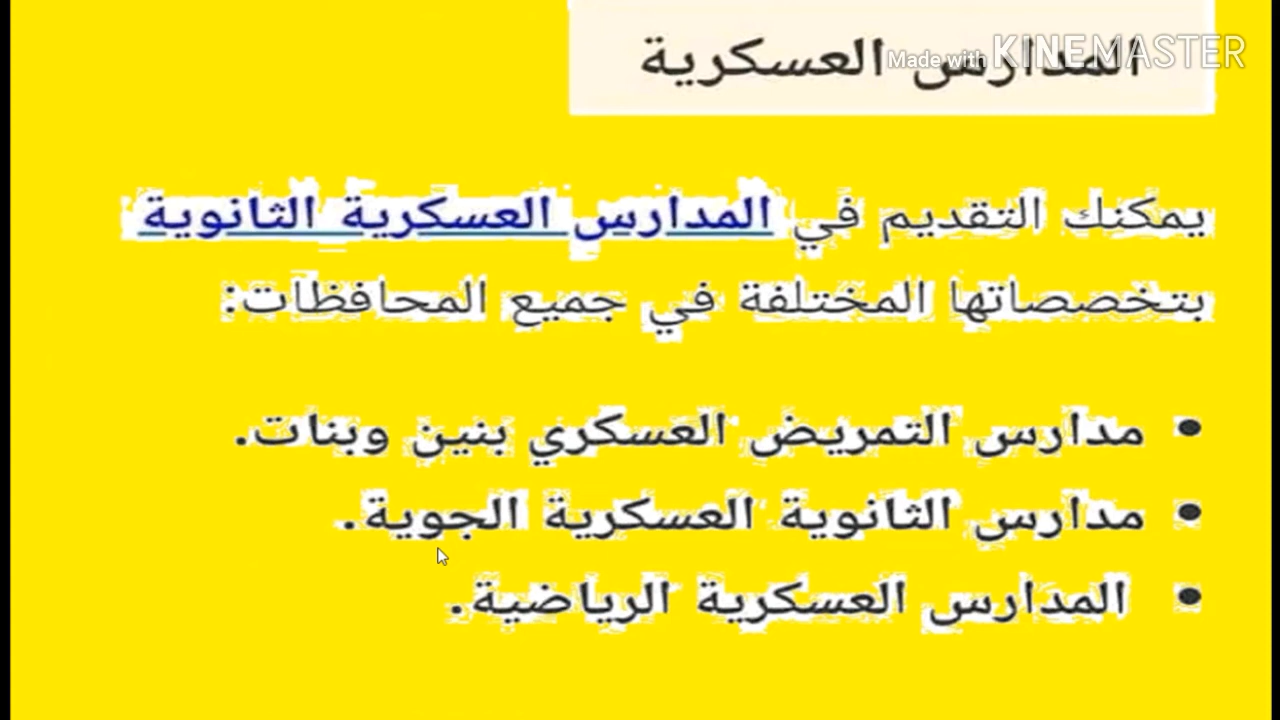 المدارس العسكرية
Made with KINEMASTER
يمكنك التقديم في المدارس العسكرية الثانوية
بتخصصاتها المختلفة في جميع المحافظات:
• مدارس التمريض العسكري بنين وبنات.
• مدارس الثانوية العسكرية الجوية.
• المدارس العسكرية الرياضية.